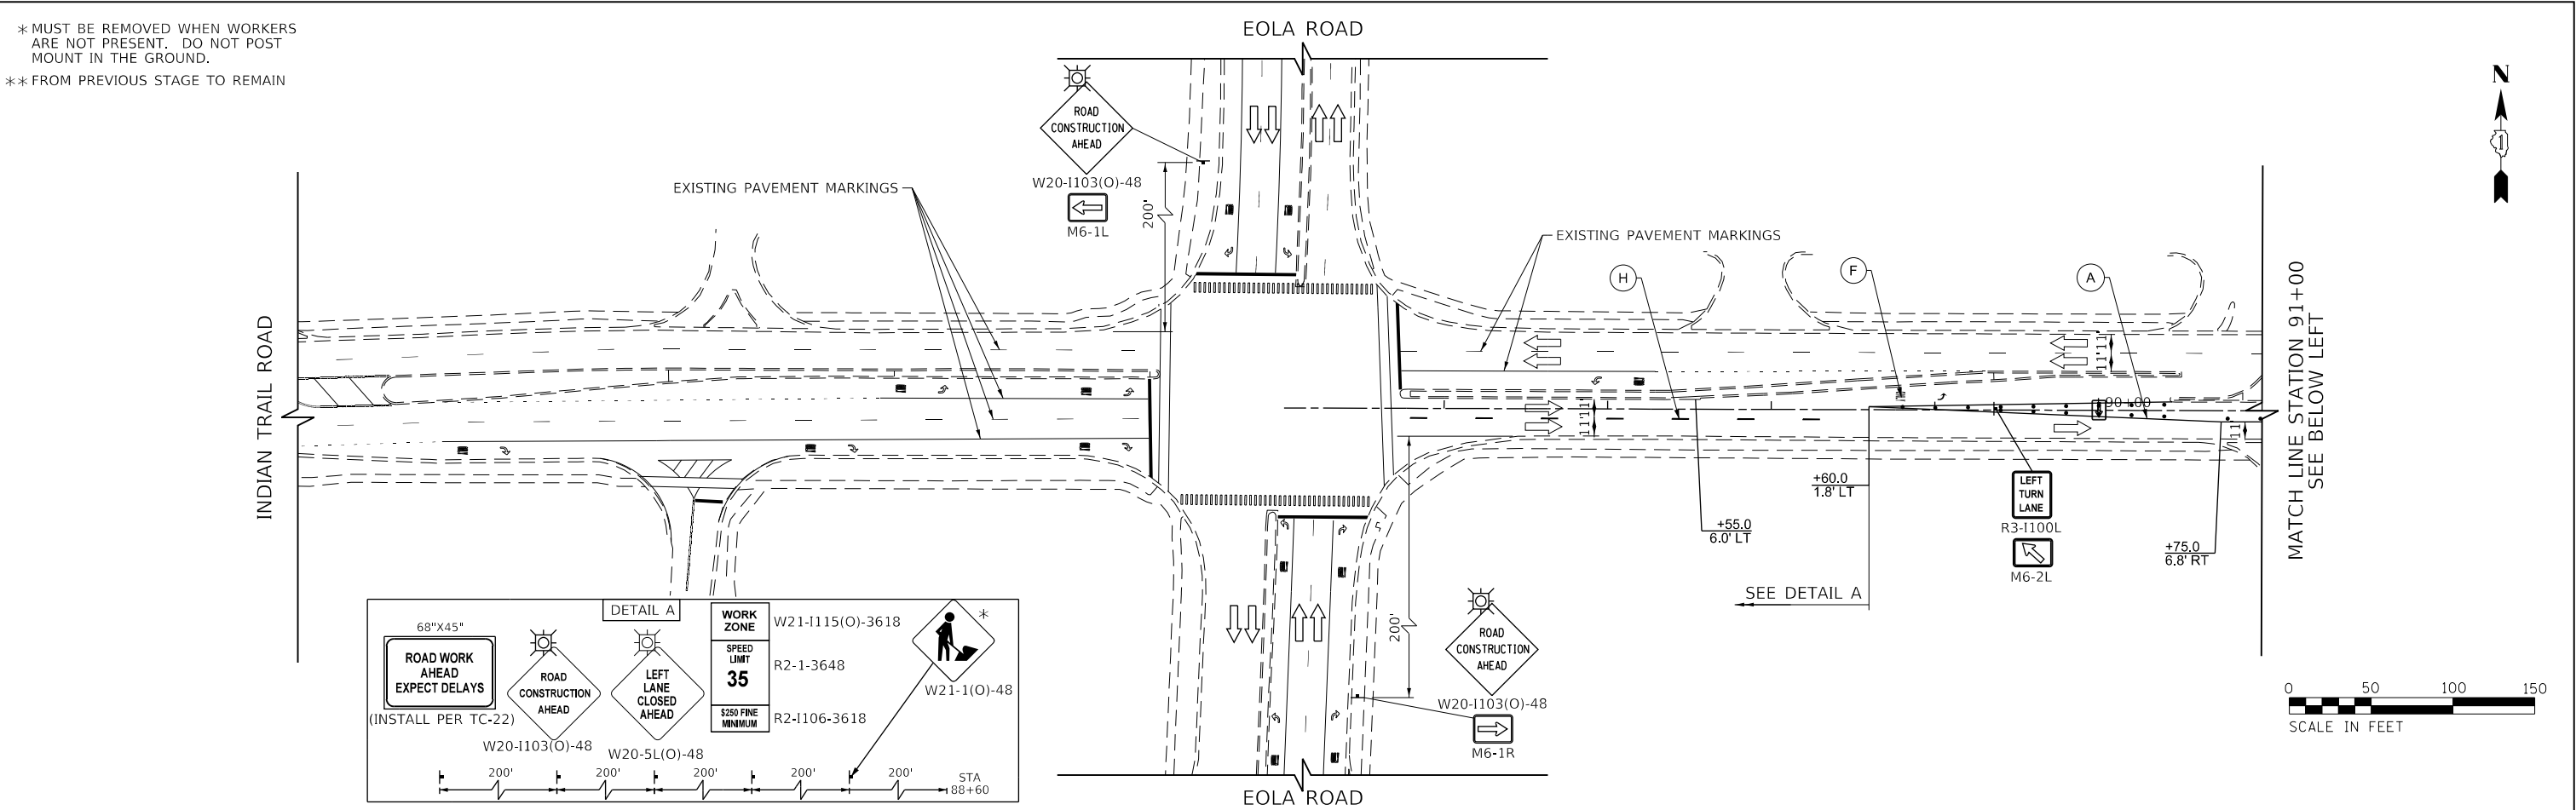 * MUST BE REMOVED WHEN WORKERS
ARE NOT PRESENT. DO NOT POST
MOUNT IN THE GROUND.
** FROM PREVIOUS STAGE TO REMAIN
EOLA ROAD
N
ROAD
CONSTRUCTION
AHEAD
W20-I103(O)-48
M6-1L
200'
EXISTING PAVEMENT MARKINGS
EXISTING PAVEMENT MARKINGS
H
F
A
INDIAN TRAIL ROAD
11'
11'
11'
11'
90+00
11'
MATCH LINE STATION 91+00
SEE BELOW LEFT
+60.0
1.8' LT
+55.0
6.0' LT
LEFT
TURN
LANE
R3-I100L
M6-2L
+75.0
6.8' RT
SEE DETAIL A
200'
ROAD
CONSTRUCTION
AHEAD
W20-I103(O)-48
M6-1R
DETAIL A
68"X45"
ROAD WORK
AHEAD
EXPECT DELAYS
(INSTALL PER TC-22)
ROAD
CONSTRUCTION
AHEAD
W20-I103(O)-48
LEFT
LANE
CLOSED
AHEAD
W20-5L(O)-48
WORK
ZONE
W21-I115(O)-3618
SPEED
LIMIT
35
R2-1-3648
$250 FINE
MINIMUM
R2-I106-3618
*
W21-1(O)-48
200'
200'
200'
200'
200'
STA
88+60
EOLA ROAD
0 50 100 150
SCALE IN FEET